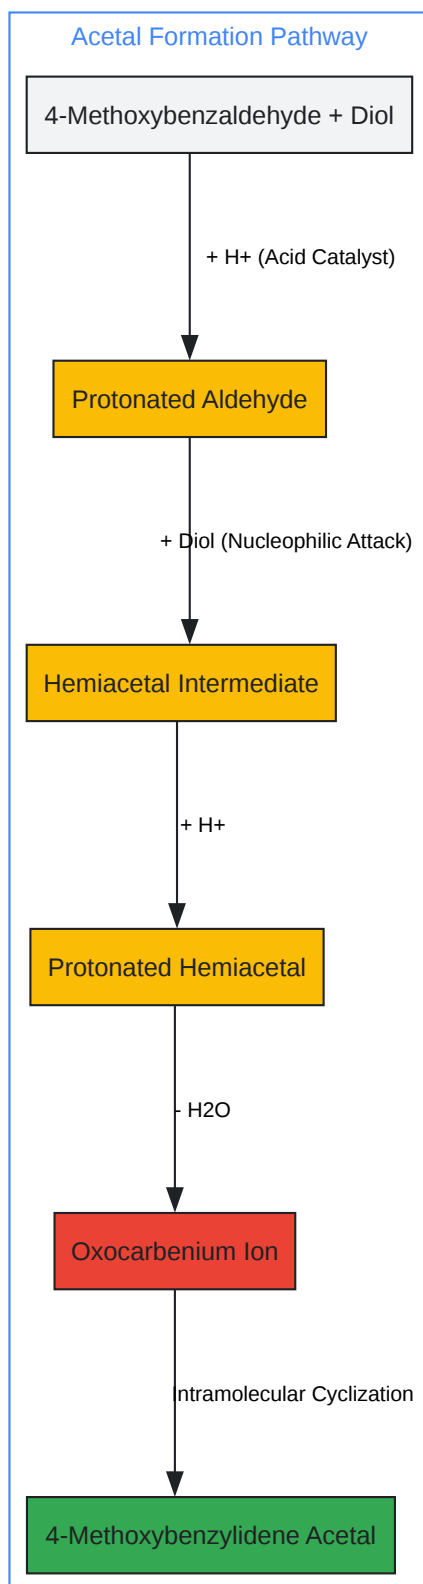 Acetal Formation Pathway
4-Methoxybenzaldehyde + Diol
+ H+ (Acid Catalyst)
Protonated Aldehyde
+ Diol (Nucleophilic Attack)
Hemiacetal Intermediate
+ H+
Protonated Hemiacetal
- H2O
Oxocarbenium Ion
Intramolecular Cyclization
4-Methoxybenzylidene Acetal